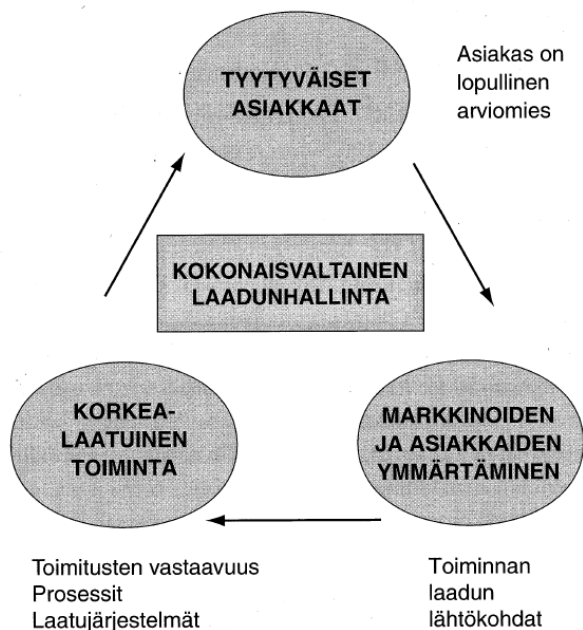 TYYTYVÄISET
ASIAKKAAT
Asiakas on
lopullinen
arviomies
KOKONAISVALTAINEN
LAADUNHALLINTA
KORKEA-
LAATUINEN
TOIMINTA
MARKKINOIDEN
JA ASIAKKAIDEN
YMMÄRTÄMINEN
Toimitusten vastaavuus
Prosessit
Laatujärjestelmät
Toiminnan
laadun
lähtökohdat